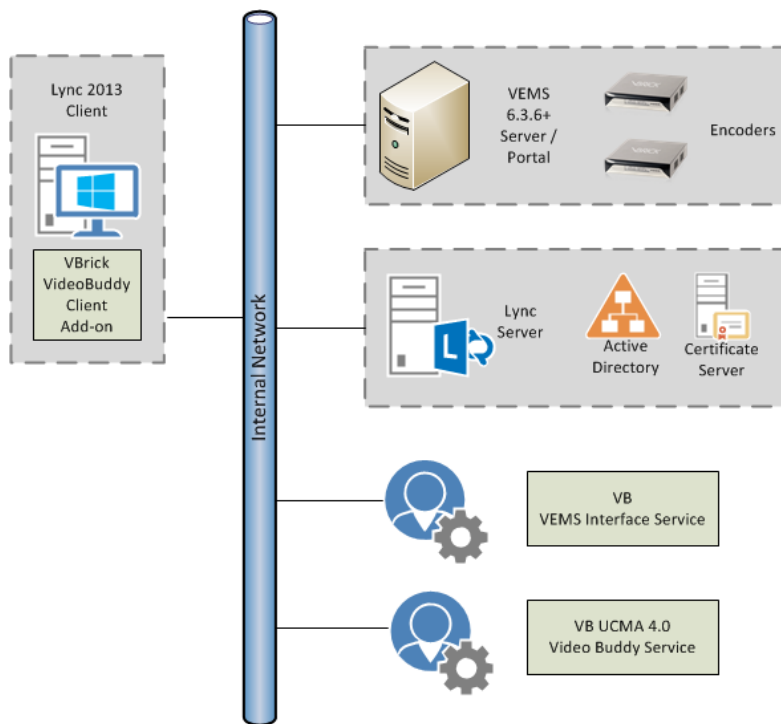 Lync 2013
Client
VBrick
VideoBuddy
Client
Add-on
Internal Network
VEMS
6.3.6+
Server /
Portal
Encoders
Lync
Server
L
Active
Directory
Certificate
Server
VB
VEMS Interface Service
VB UCMA 4.0
Video Buddy Service